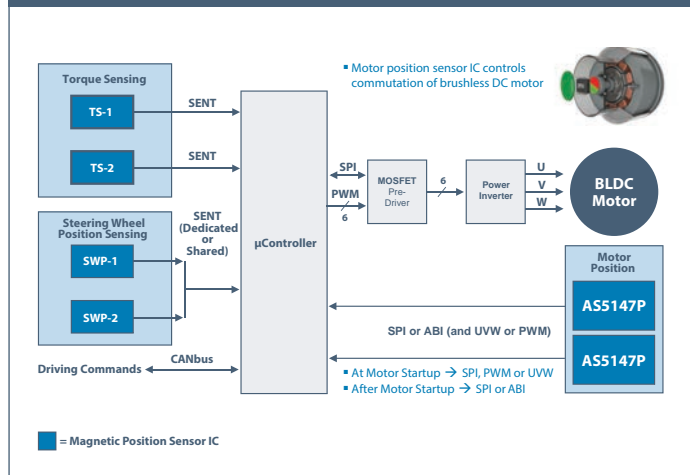 Torque Sensing
TS-1
SENT
TS-2
SENT
Steering Wheel
Position Sensing
SWP-1
SWP-2
SENT
(Dedicated
or
Shared)
Driving Commands
CANbus
µController
▪ Motor position sensor IC controls
commutation of brushless DC motor
SPI
PWM
6
MOSFET
Pre-
Driver
6
Power
Inverter
U
V
W
BLDC
Motor
Motor
Position
AS5147P
AS5147P
SPI or ABI (and UVW or PWM)
▪ At Motor Startup → SPI, PWM or UVW
▪ After Motor Startup → SPI or ABI
= Magnetic Position Sensor IC